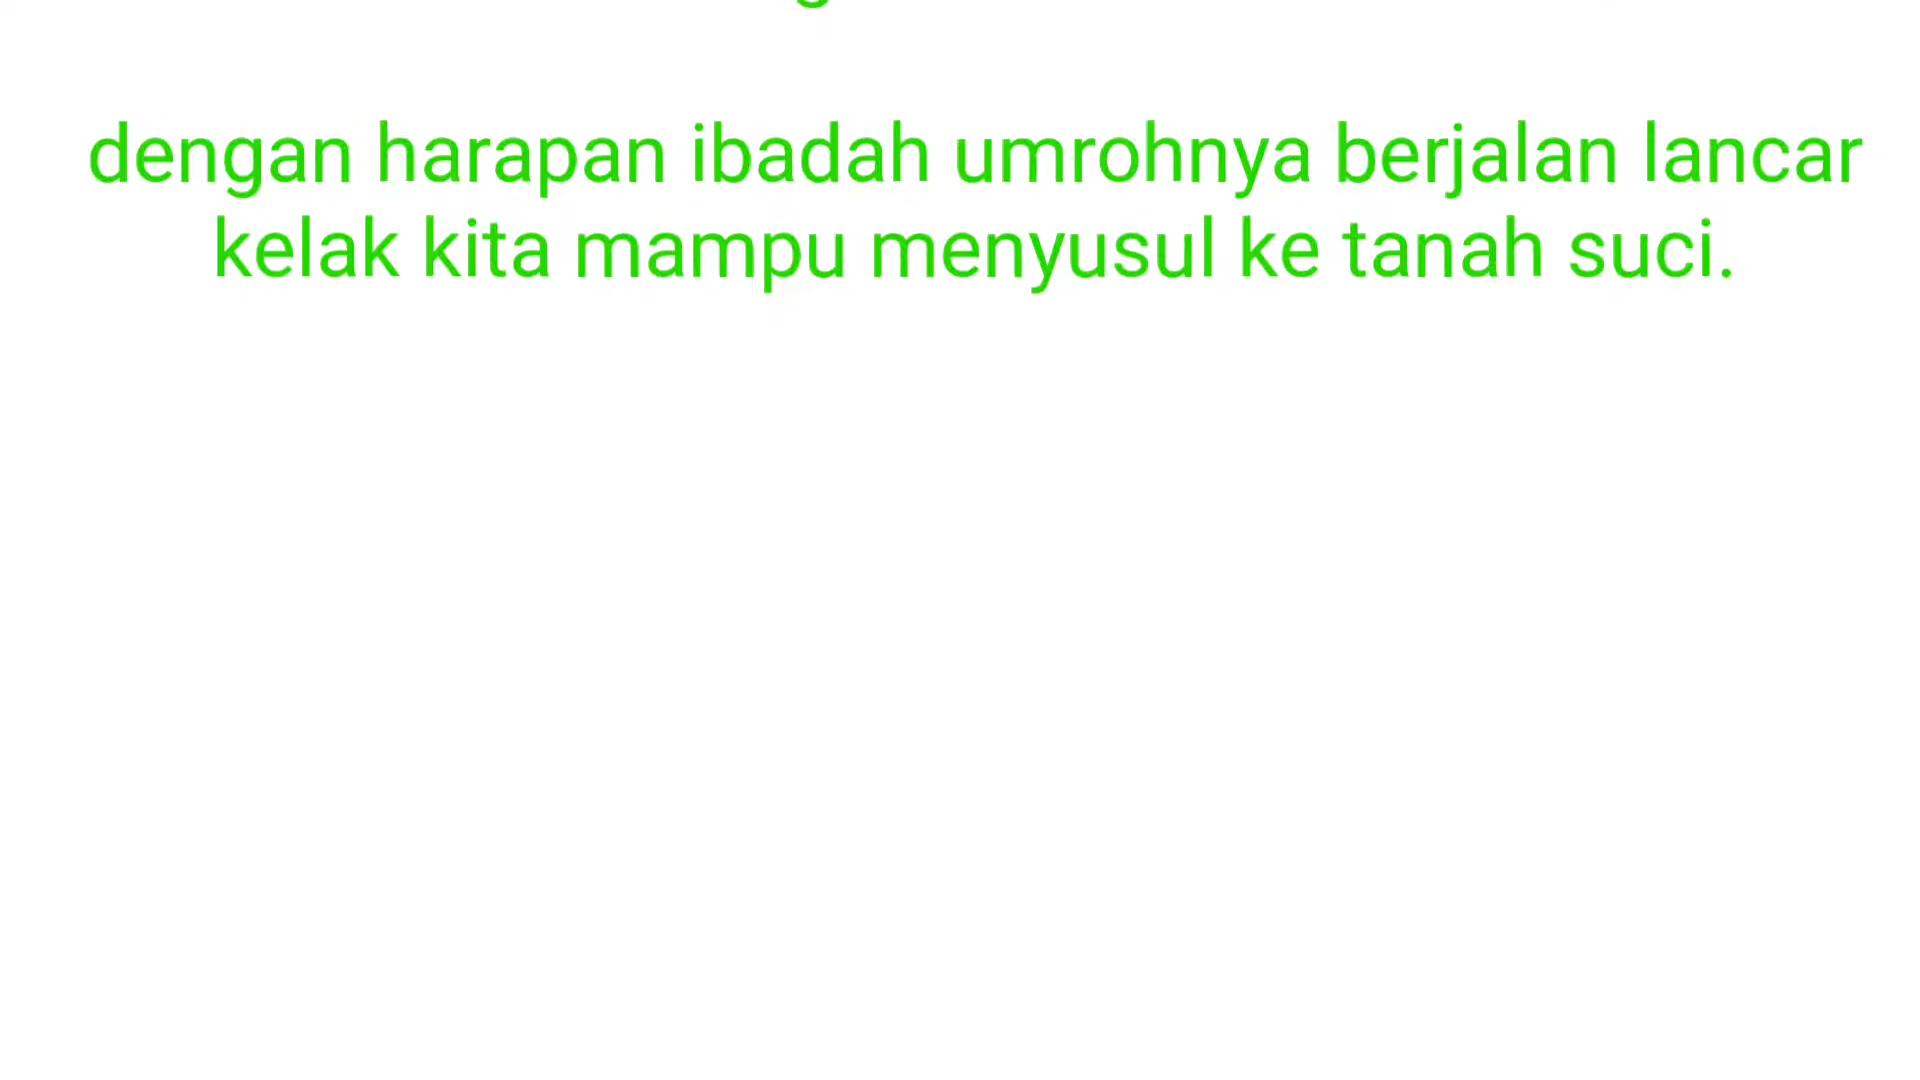 dengan harapan ibadah umrohnya berjalan lancar
kelak kita mampu menyusul ke tanah suci.